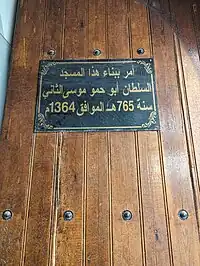 أمر ببناء هذا المسجد
السلطان أبو حمو موسى الثاني
سنة 765هـ الموافق 1364م